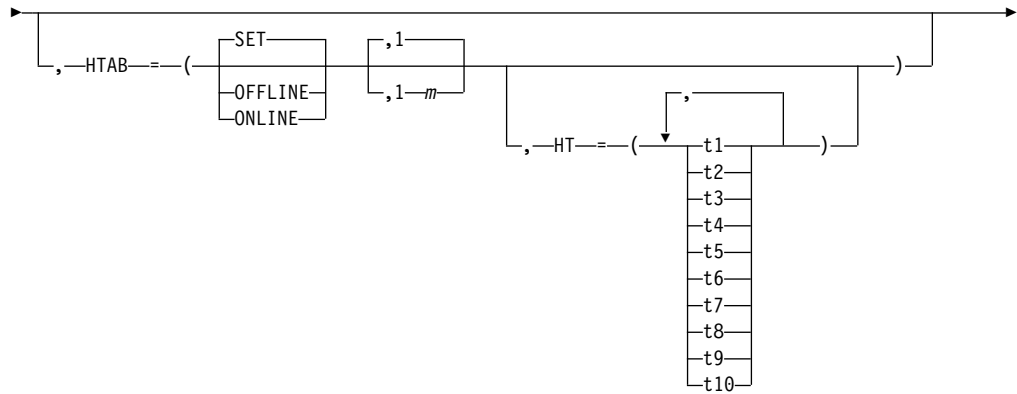 SET ,1
, HTAB = ( )
OFFLINE ,1 m
ONLINE ,
, HT = ( t1 )
t2
t3
t4
t5
t6
t7
t8
t9
t10